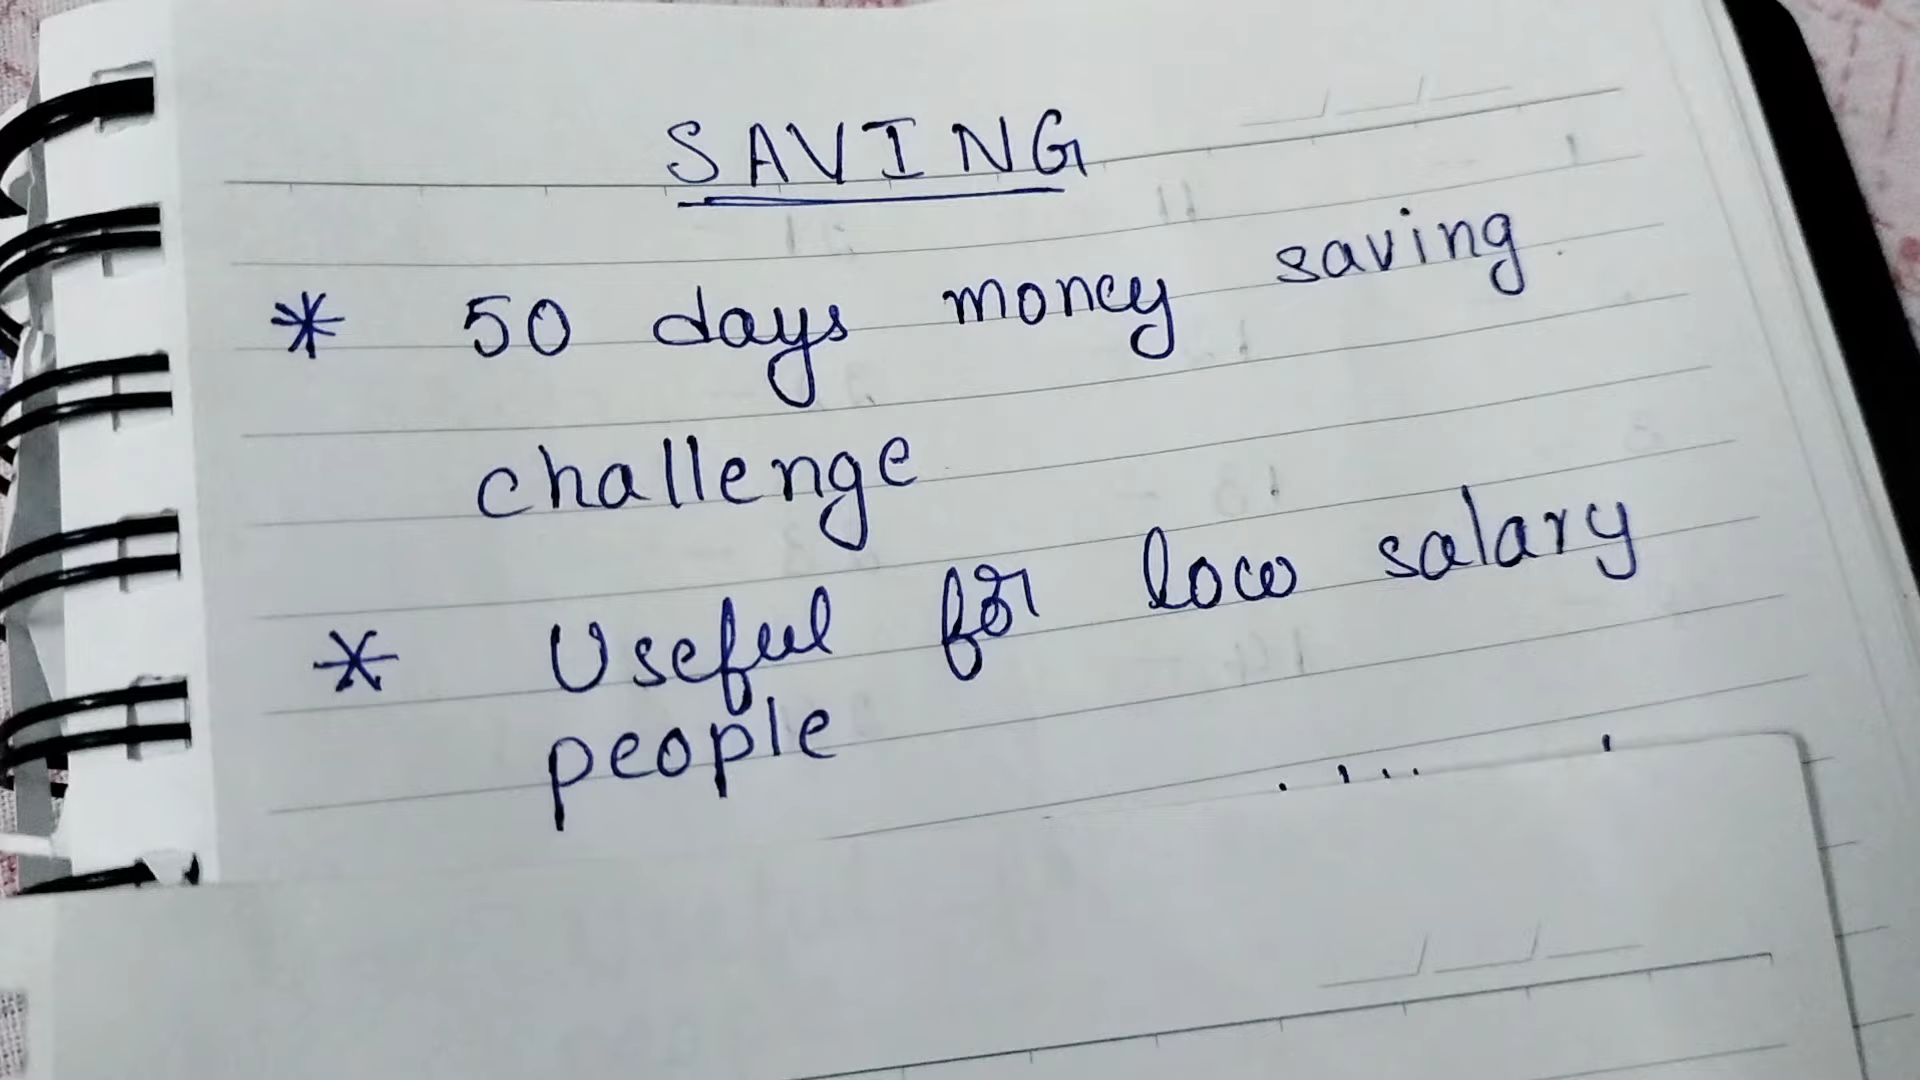 SAVING
* 50 days money saving
challenge
* Useful for low salary
people